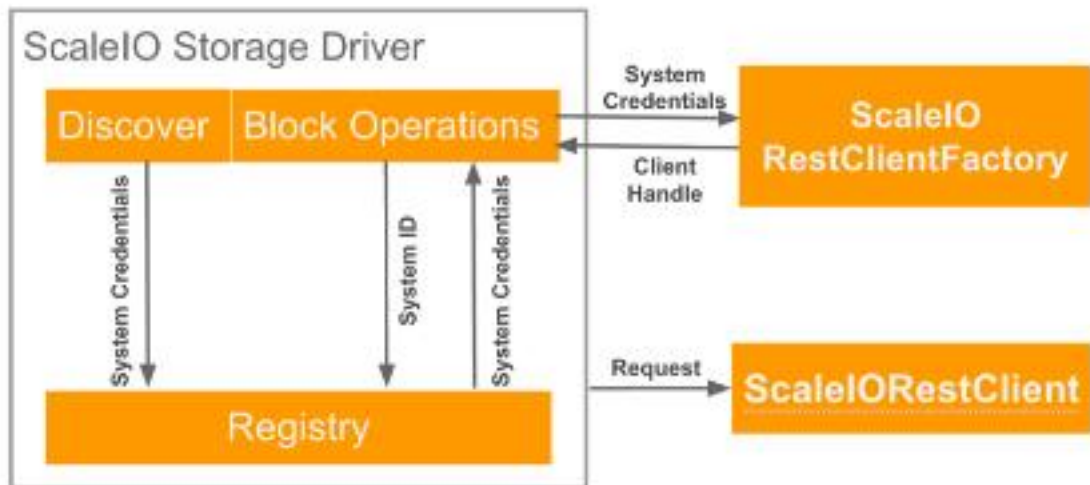 ScaleIO Storage Driver
Discover
Block Operations
System
Credentials
Client
Handle
ScaleIO
RestClientFactory
System Credentials
System ID
System Credentials
Request
ScaleIORestClient
Registry